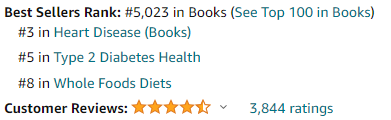 Best Sellers Rank: #5,023 in Books (See Top 100 in Books)
#3 in Heart Disease (Books)
#5 in Type 2 Diabetes Health
#8 in Whole Foods Diets
Customer Reviews: 3,844 ratings